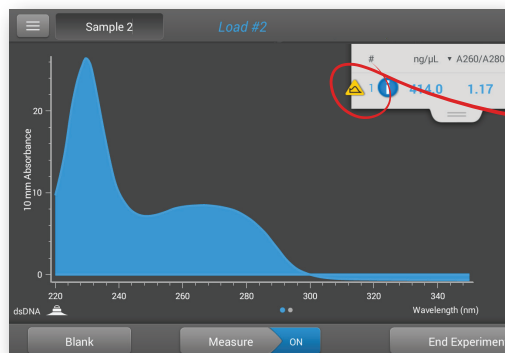 Sample 2
Load #2
# ng/µL A260/A280
1 414.0 1.17
10 mm Absorbance
20
10
0
220 240 260 280 300 320 340
dsDNA
Wavelength (nm)
Blank
Measure
ON
End Experimen